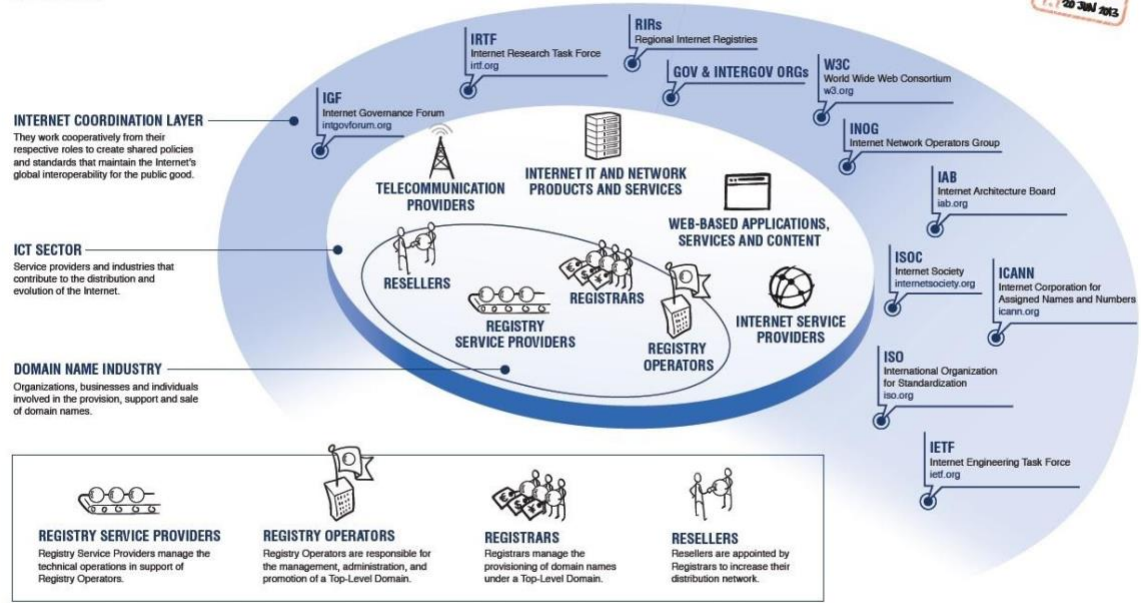 20 JUN 2013
RIRs
Regional Internet Registries
IRTF
Internet Research Task Force
irtf.org
GOV & INTERGOV ORGs
W3C
World Wide Web Consortium
w3.org
IGF
Internet Governance Forum
intgovforum.org
INOG
Internet Network Operators Group
IAB
Internet Architecture Board
iab.org
ISOC
Internet Society
internetsociety.org
ICANN
Internet Corporation for
Assigned Names and Numbers
icann.org
ISO
International Organization
for Standardization
iso.org
IETF
Internet Engineering Task Force
ietf.org
INTERNET COORDINATION LAYER
They work cooperatively from their
respective roles to create shared policies
and standards that maintain the Internet's
global interoperability for the public good.
ICT SECTOR
Service providers and industries that
contribute to the distribution and
evolution of the Internet.
DOMAIN NAME INDUSTRY
Organizations, businesses and individuals
involved in the provision, support and sale
of domain names.
TELECOMMUNICATION
PROVIDERS
INTERNET IT AND NETWORK
PRODUCTS AND SERVICES
WEB-BASED APPLICATIONS,
SERVICES AND CONTENT
RESELLERS
REGISTRARS
REGISTRY
SERVICE PROVIDERS
REGISTRY
OPERATORS
INTERNET SERVICE
PROVIDERS
REGISTRY SERVICE PROVIDERS
Registry Service Providers manage the
technical operations in support of
Registry Operators.
REGISTRY OPERATORS
Registry Operators are responsible for
the management, administration, and
promotion of a Top-Level Domain.
REGISTRARS
Registrars manage the
provisioning of domain names
under a Top-Level Domain.
RESELLERS
Resellers are appointed by
Registrars to increase their
distribution network.